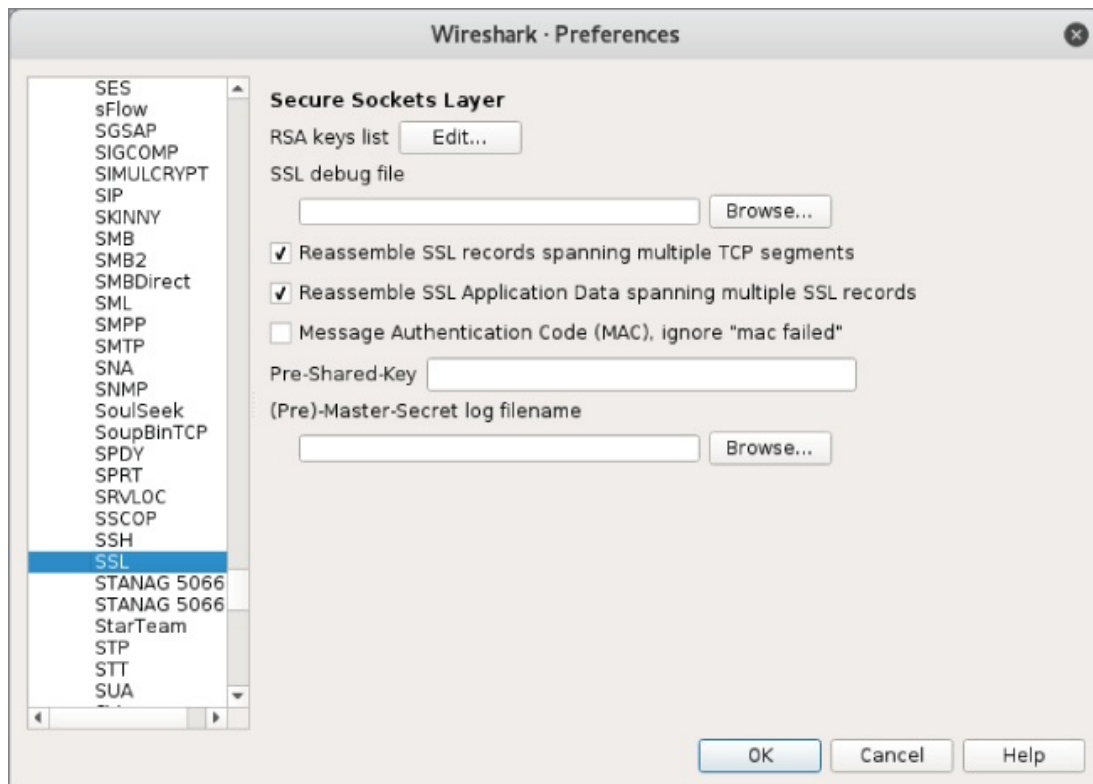 Wireshark · Preferences
SES
sFlow
SGSAP
SIGCOMP
SIMULCRYPT
SIP
SKINNY
SMB
SMB2
SMBDirect
SML
SMPP
SMTP
SNA
SNMP
SoulSeek
SoupBinTCP
SPDY
SPRT
SRVLOC
SSCOP
SSH
SSL
STANAG 5066
STANAG 5066
StarTeam
STP
STT
SUA
Secure Sockets Layer
RSA keys list Edit...
SSL debug file
Browse...
Reassemble SSL records spanning multiple TCP segments
Reassemble SSL Application Data spanning multiple SSL records
Message Authentication Code (MAC), ignore "mac failed"
Pre-Shared-Key
(Pre)-Master-Secret log filename
Browse...
OK Cancel Help